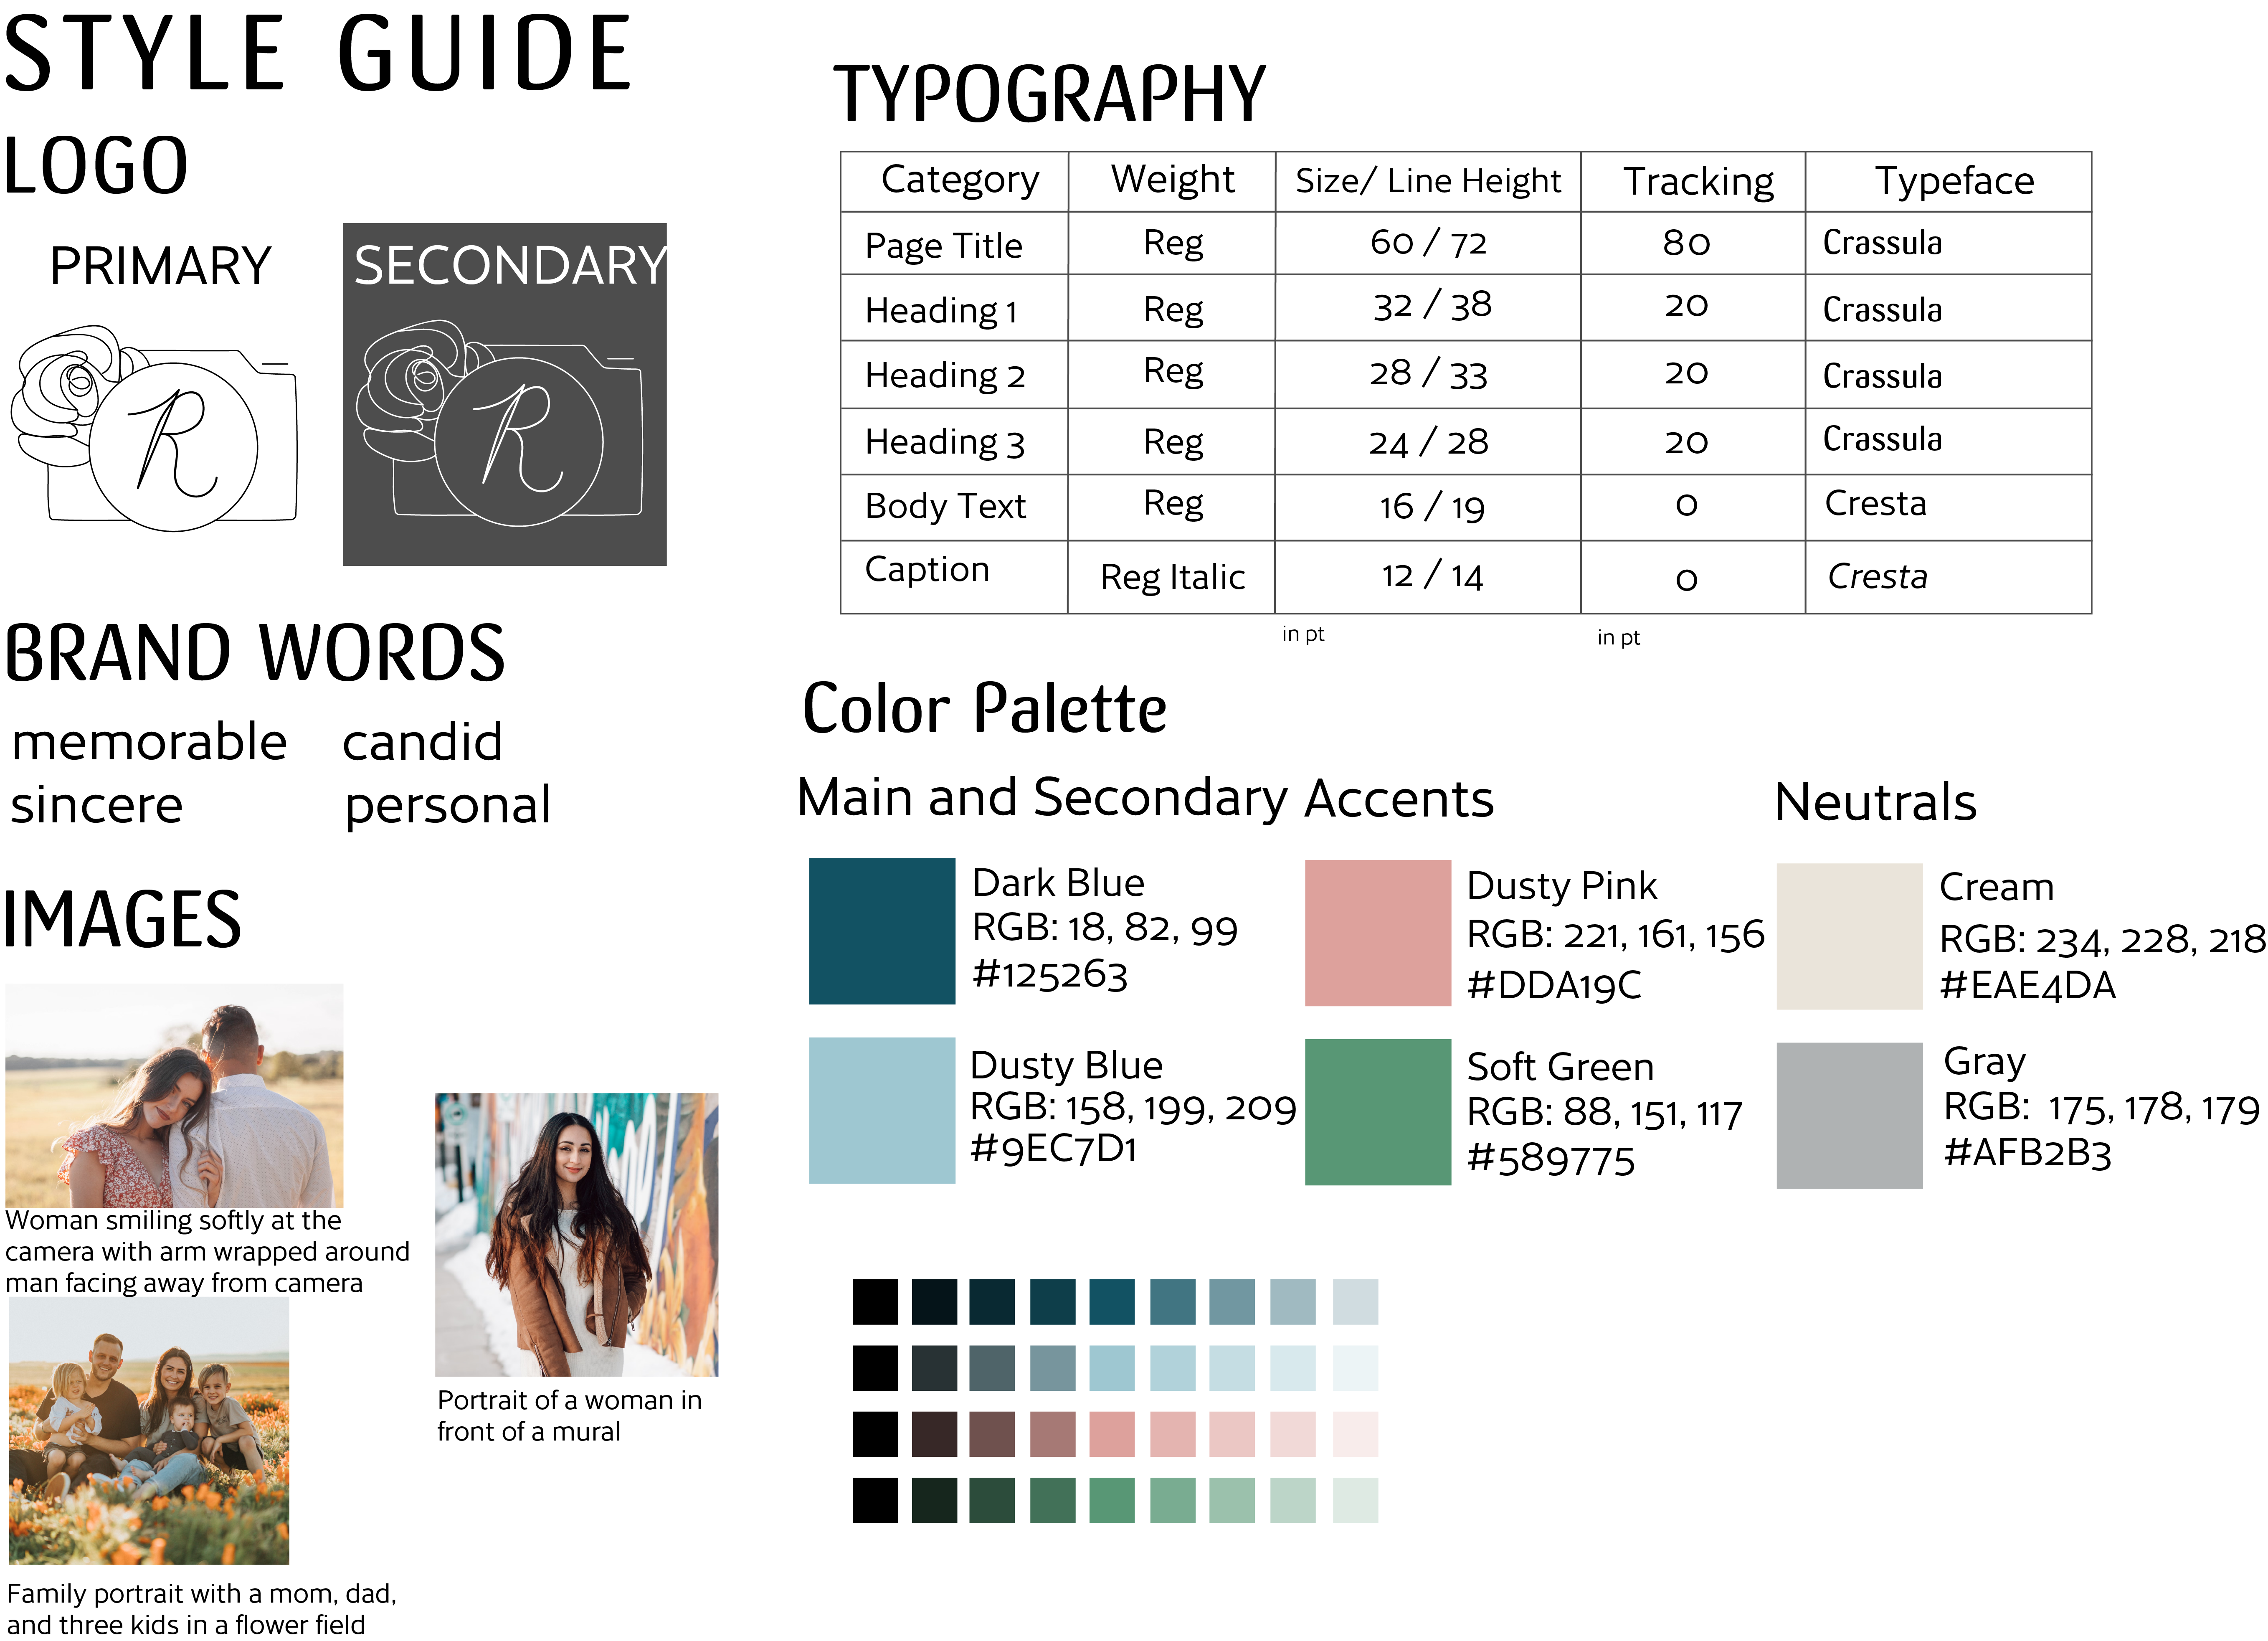 STYLE GUIDE
LOGO
PRIMARY
SECONDARY
R
R
BRAND WORDS
memorable
candid
sincere
personal
IMAGES
Woman smiling softly at the
camera with arm wrapped around
man facing away from camera
Portrait of a woman in
front of a mural
Family portrait with a mom, dad,
and three kids in a flower field
TYPOGRAPHY
Category Weight Size/ Line Height Tracking Typeface
Page Title Reg 60 / 72 80 Crassula
Heading 1 Reg 32 / 38 20 Crassula
Heading 2 Reg 28 / 33 20 Crassula
Heading 3 Reg 24 / 28 20 Crassula
Body Text Reg 16 / 19 0 Cresta
Caption Reg Italic 12 / 14 0 Cresta
in pt
in pt
Color Palette
Main and Secondary
Dark Blue
RGB: 18, 82, 99
#125263
Dusty Blue
RGB: 158, 199, 209
#9EC7D1
Accents
Dusty Pink
RGB: 221, 161, 156
#DDA19C
Soft Green
RGB: 88, 151, 117
#589775
Neutrals
Cream
RGB: 234, 228, 218
#EAE4DA
Gray
RGB: 175, 178, 179
#AFB2B3